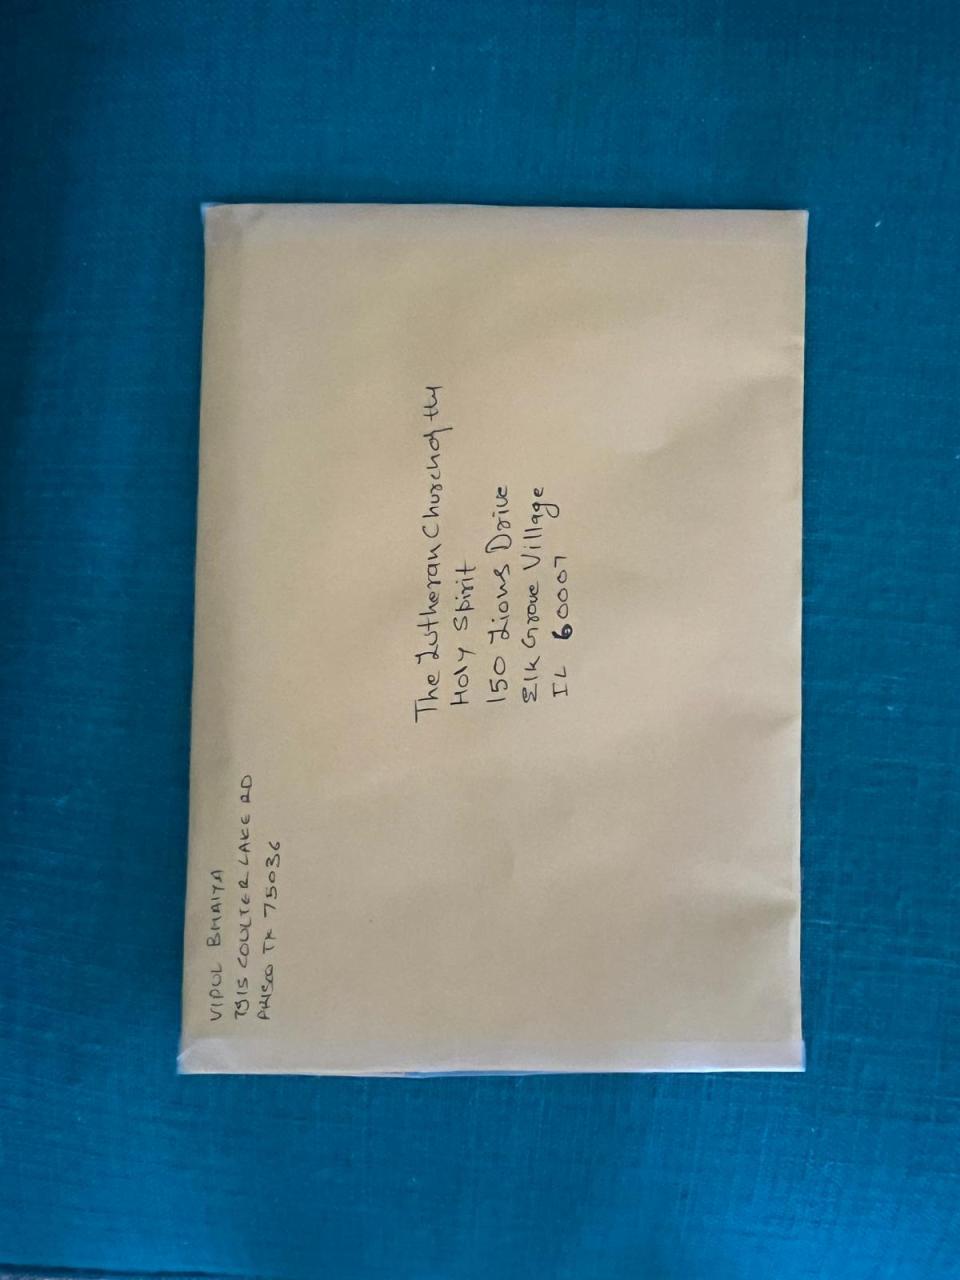 VIPUL BHAIYA
7915 COULTER LAKE RD
FRISCO TX 75036
The Lutheran Church of the
Holy Spirit
150 Lions Drive
Elk Grove Village
IL 60007